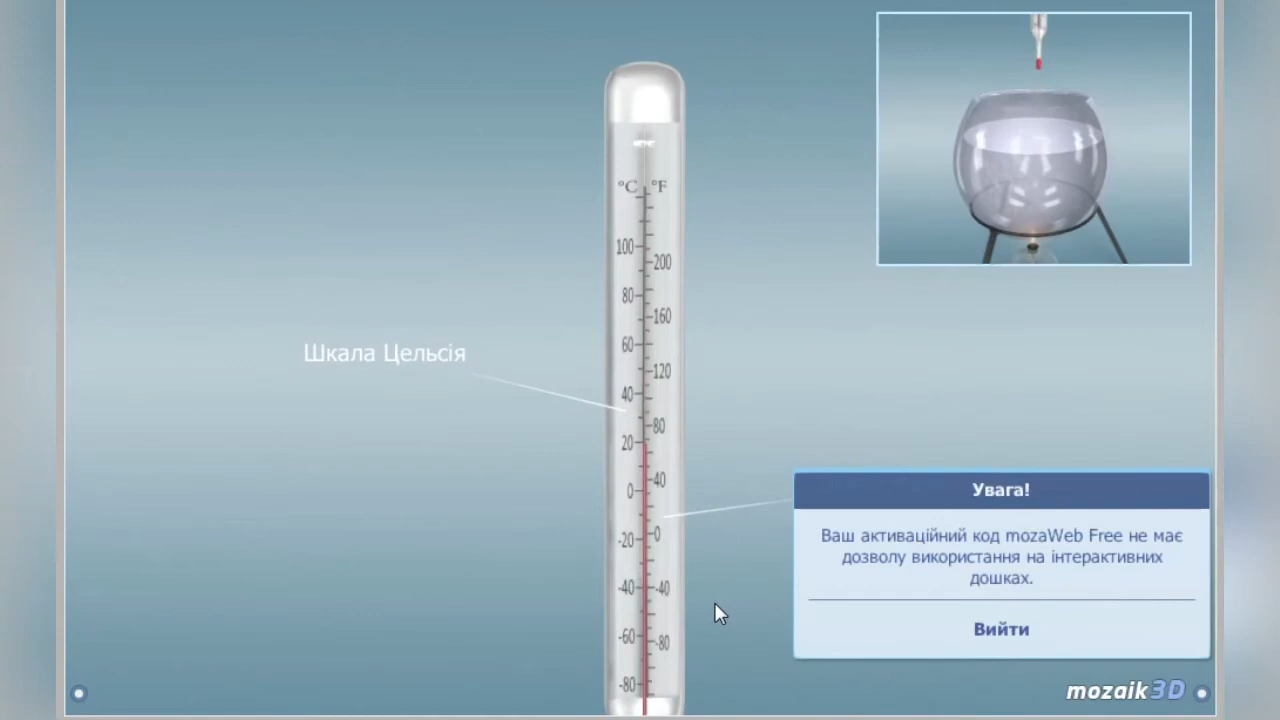 °C °F
100
200
80
160
60
120
Шкала Цельсія
40
80
20
40
0
0
-20
-40
-40
-60
-80
-80
Увага!
Ваш активаційний код mozaWeb Free не має
дозволу використання на інтерактивних
дошках.
Вийти
mozaik3D